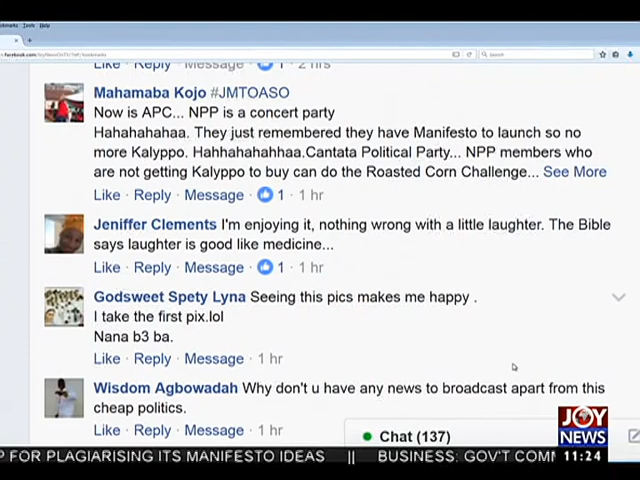 Bookmarks Tools Help
Like · Reply · Message · 1 · 2 hrs
Mahamaba Kojo #JMTOASO
Now is APC... NPP is a concert party
Hahahahahaa. They just remembered they have Manifesto to launch so no
more Kalyppo. Hahhahahahhaa.Cantata Political Party... NPP members who
are not getting Kalyppo to buy can do the Roasted Corn Challenge... See More
Like · Reply · Message · 1 · 1 hr
Jeniffer Clements I'm enjoying it, nothing wrong with a little laughter. The Bible
says laughter is good like medicine...
Like · Reply · Message · 1 · 1 hr
Godsweet Spety Lyna Seeing this pics makes me happy .
I take the first pix.lol
Nana b3 ba.
Like · Reply · Message · 1 hr
Wisdom Agbowadah Why don't u have any news to broadcast apart from this
cheap politics.
Like · Reply · Message · 1 hr
Chat (137)
JOY
NEWS
P FOR PLAGIARISING ITS MANIFESTO IDEAS || BUSINESS: GOV'T COM
11:24